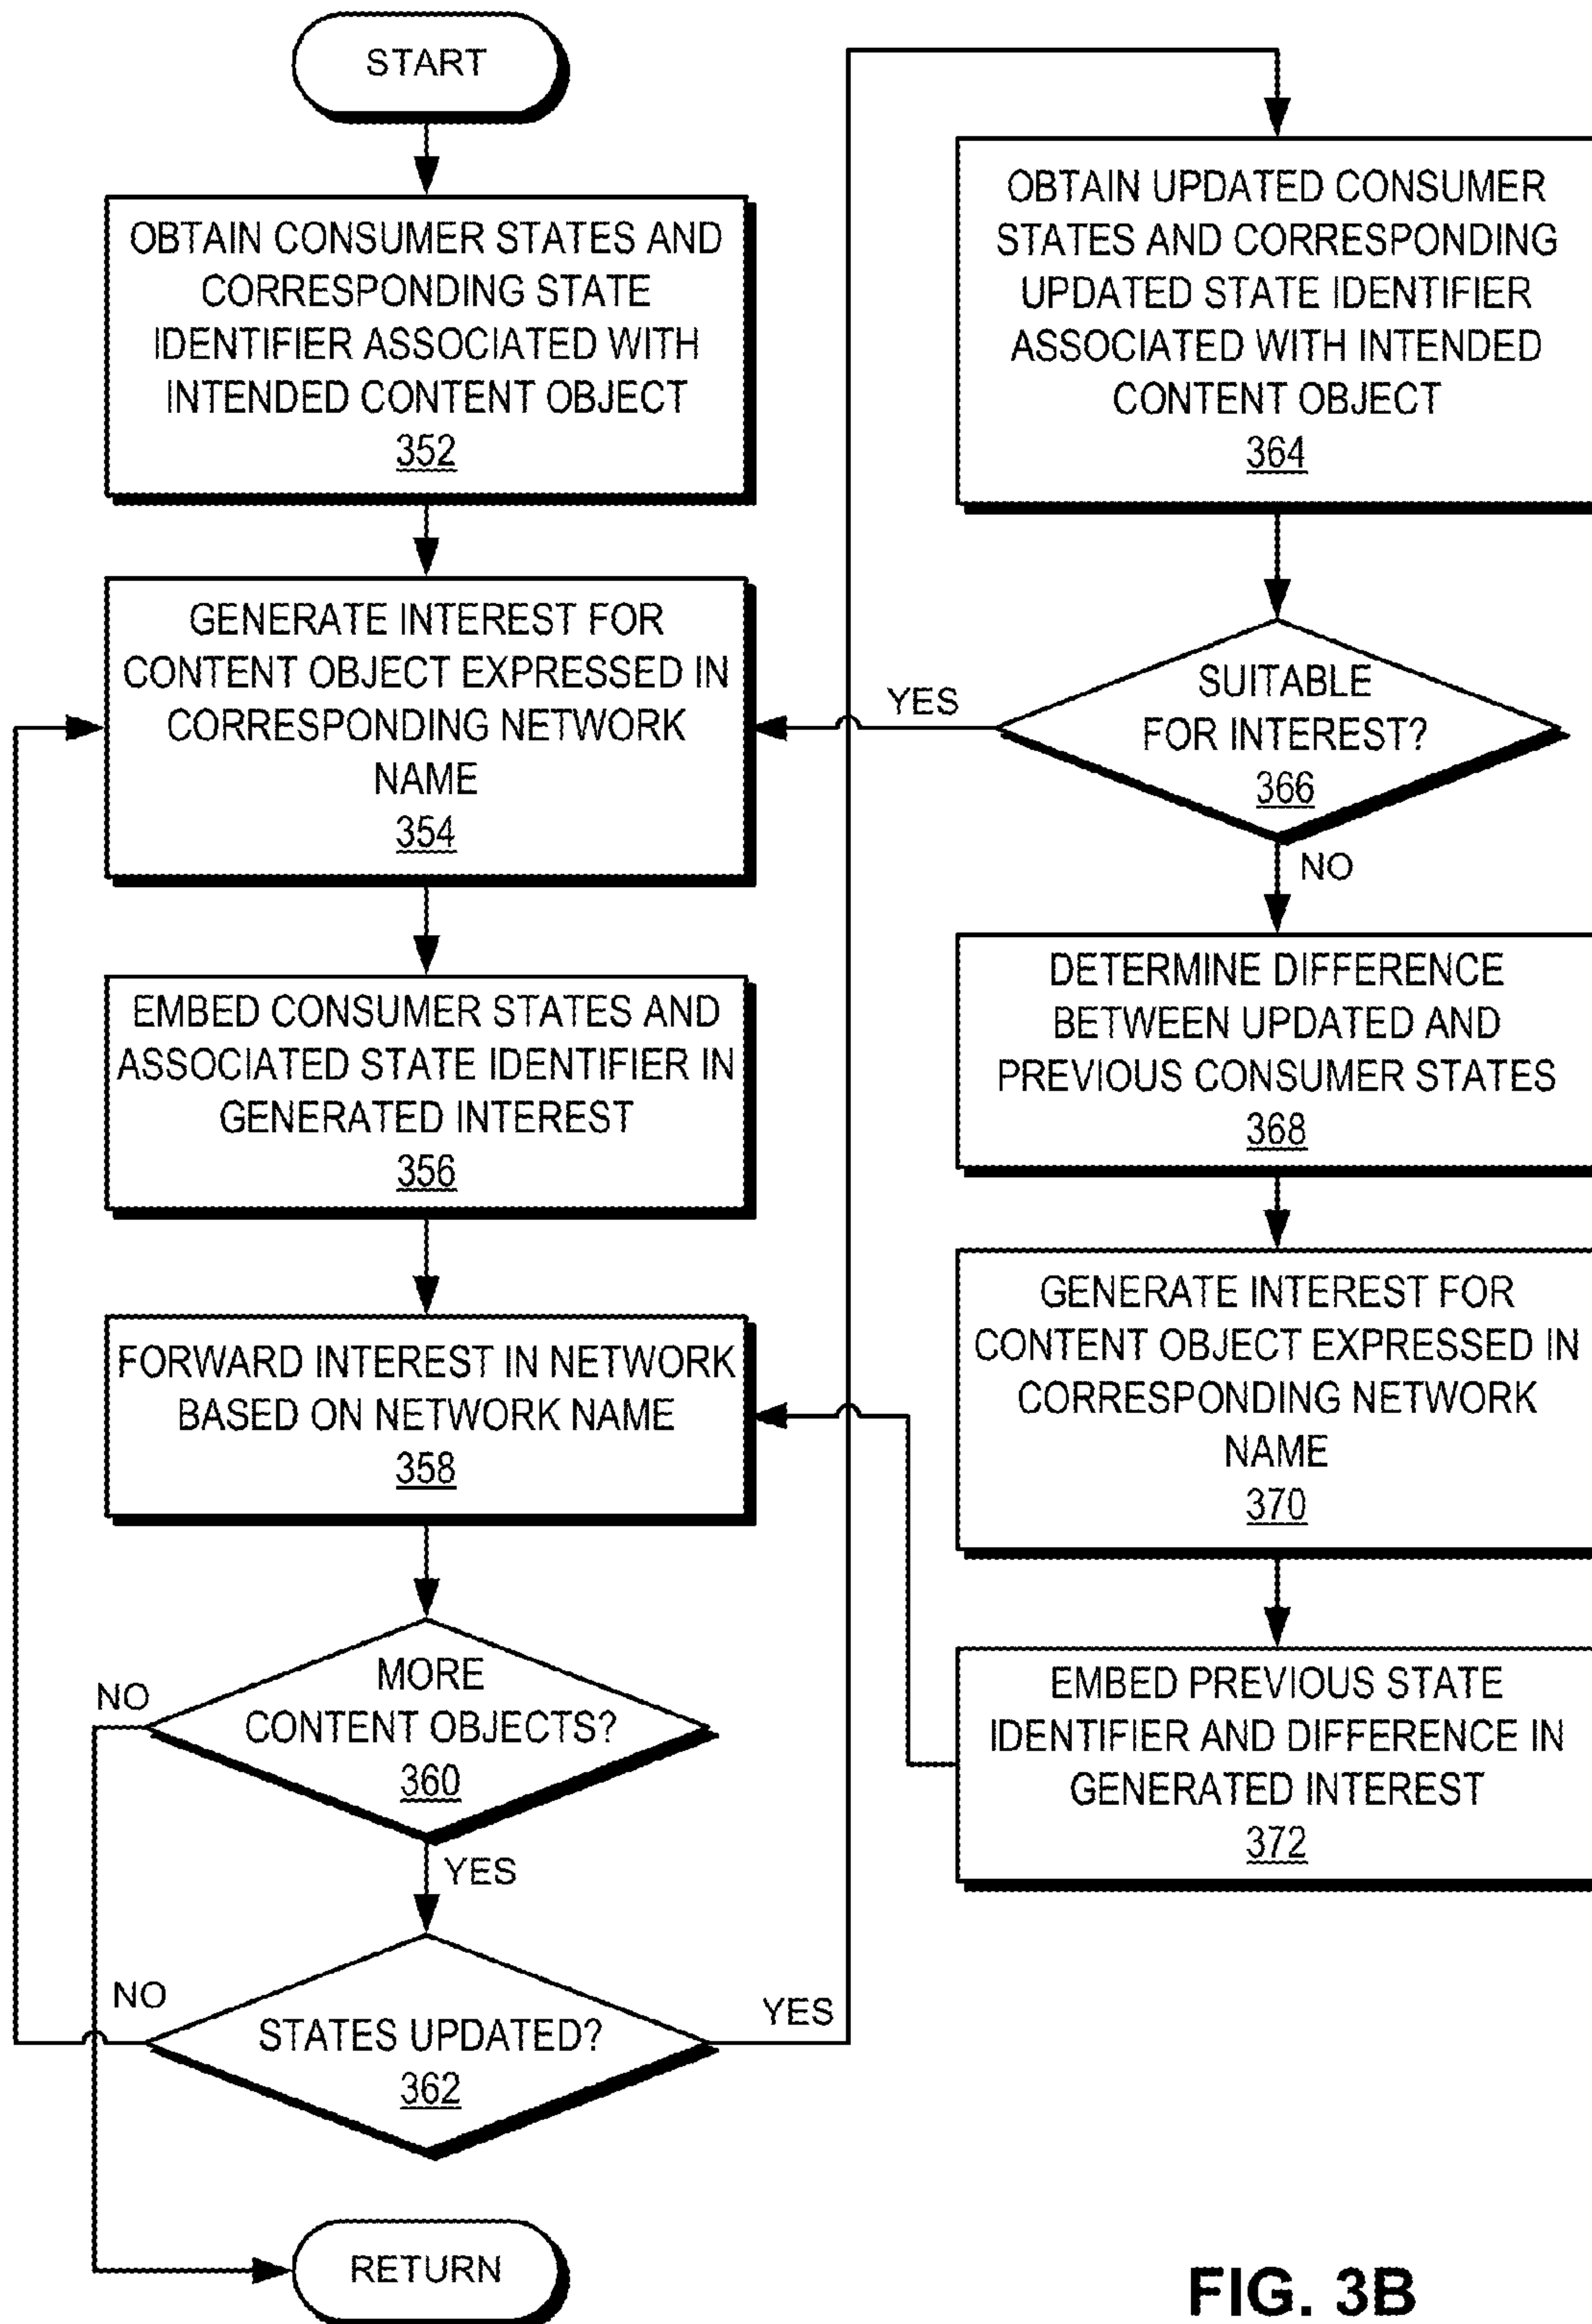 START
OBTAIN CONSUMER STATES AND
CORRESPONDING STATE
IDENTIFIER ASSOCIATED WITH
INTENDED CONTENT OBJECT
352
GENERATE INTEREST FOR
CONTENT OBJECT EXPRESSED IN
CORRESPONDING NETWORK
NAME
354
EMBED CONSUMER STATES AND
ASSOCIATED STATE IDENTIFIER IN
GENERATED INTEREST
356
FORWARD INTEREST IN NETWORK
BASED ON NETWORK NAME
358
NO
MORE
CONTENT OBJECTS?
360
YES
NO
STATES UPDATED?
362
YES
RETURN
OBTAIN UPDATED CONSUMER
STATES AND CORRESPONDING
UPDATED STATE IDENTIFIER
ASSOCIATED WITH INTENDED
CONTENT OBJECT
364
YES
SUITABLE
FOR INTEREST?
366
NO
DETERMINE DIFFERENCE
BETWEEN UPDATED AND
PREVIOUS CONSUMER STATES
368
GENERATE INTEREST FOR
CONTENT OBJECT EXPRESSED IN
CORRESPONDING NETWORK
NAME
370
EMBED PREVIOUS STATE
IDENTIFIER AND DIFFERENCE IN
GENERATED INTEREST
372
FIG. 3B